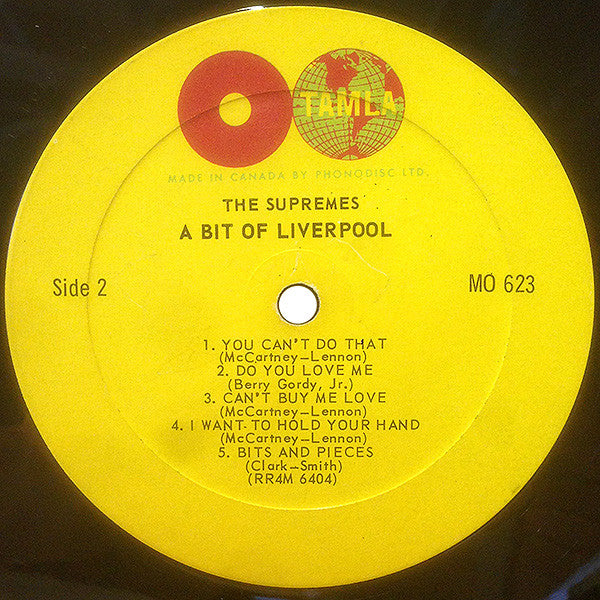 TAMLA
MADE IN CANADA BY PHONODISC LTD.
THE SUPREMES
A BIT OF LIVERPOOL
Side 2
MO 623
1. YOU CAN'T DO THAT
(McCartney–Lennon)
2. DO YOU LOVE ME
(Berry Gordy, Jr.)
3. CAN'T BUY ME LOVE
(McCartney–Lennon)
4. I WANT TO HOLD YOUR HAND
(McCartney–Lennon)
5. BITS AND PIECES
(Clark–Smith)
(RR4M 6404)